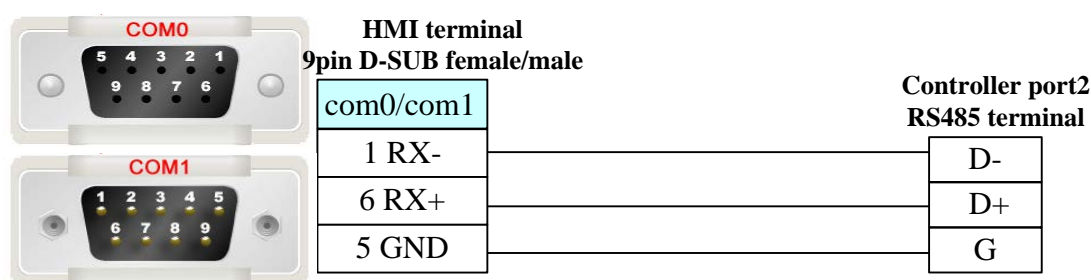 COM0
5 4 3 2 1
9 8 7 6
COM1
1 2 3 4 5
6 7 8 9
HMI terminal
9pin D-SUB female/male
com0/com1
1 RX-
6 RX+
5 GND
Controller port2
RS485 terminal
D-
D+
G